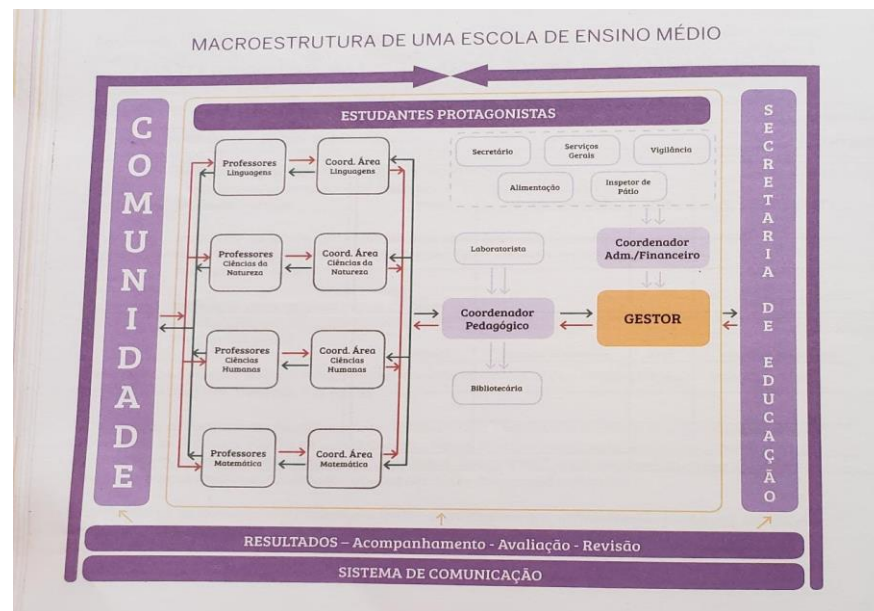 MACROESTRUTURA DE UMA ESCOLA DE ENSINO MÉDIO
COMUNIDADE
ESTUDANTES PROTAGONISTAS
SECRETARIA DE EDUCAÇÃO
Professores
Linguagens
Coord. Área
Linguagens
Secretário
Serviços
Gerais
Vigilância
Alimentação
Inspetor de
Pátio
Professores
Ciências da
Natureza
Coord. Área
Ciências da
Natureza
Laboratorista
Coordenador
Adm./Financeiro
Coordenador
Pedagógico
GESTOR
Professores
Ciências
Humanas
Coord. Área
Ciências
Humanas
Bibliotecária
Professores
Matemática
Coord. Área
Matemática
RESULTADOS – Acompanhamento - Avaliação - Revisão
SISTEMA DE COMUNICAÇÃO